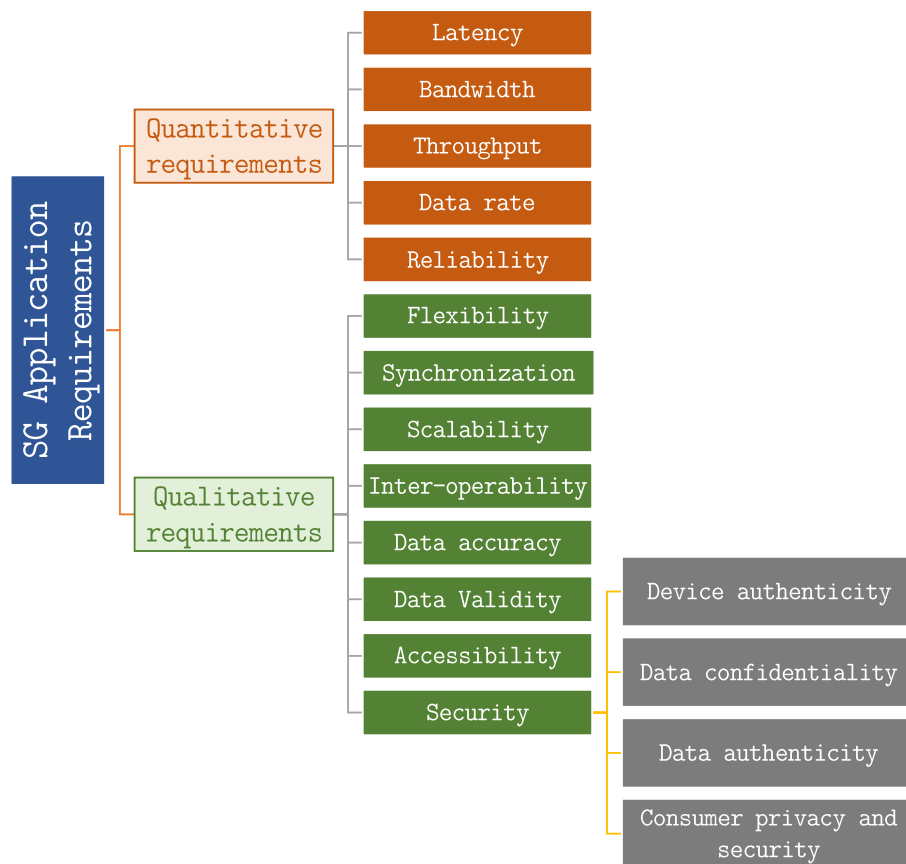 SG Application
Requirements
Quantitative
requirements
Latency
Bandwidth
Throughput
Data rate
Reliability
Qualitative
requirements
Flexibility
Synchronization
Scalability
Inter-operability
Data accuracy
Data Validity
Accessibility
Security
Device authenticity
Data confidentiality
Data authenticity
Consumer privacy and
security